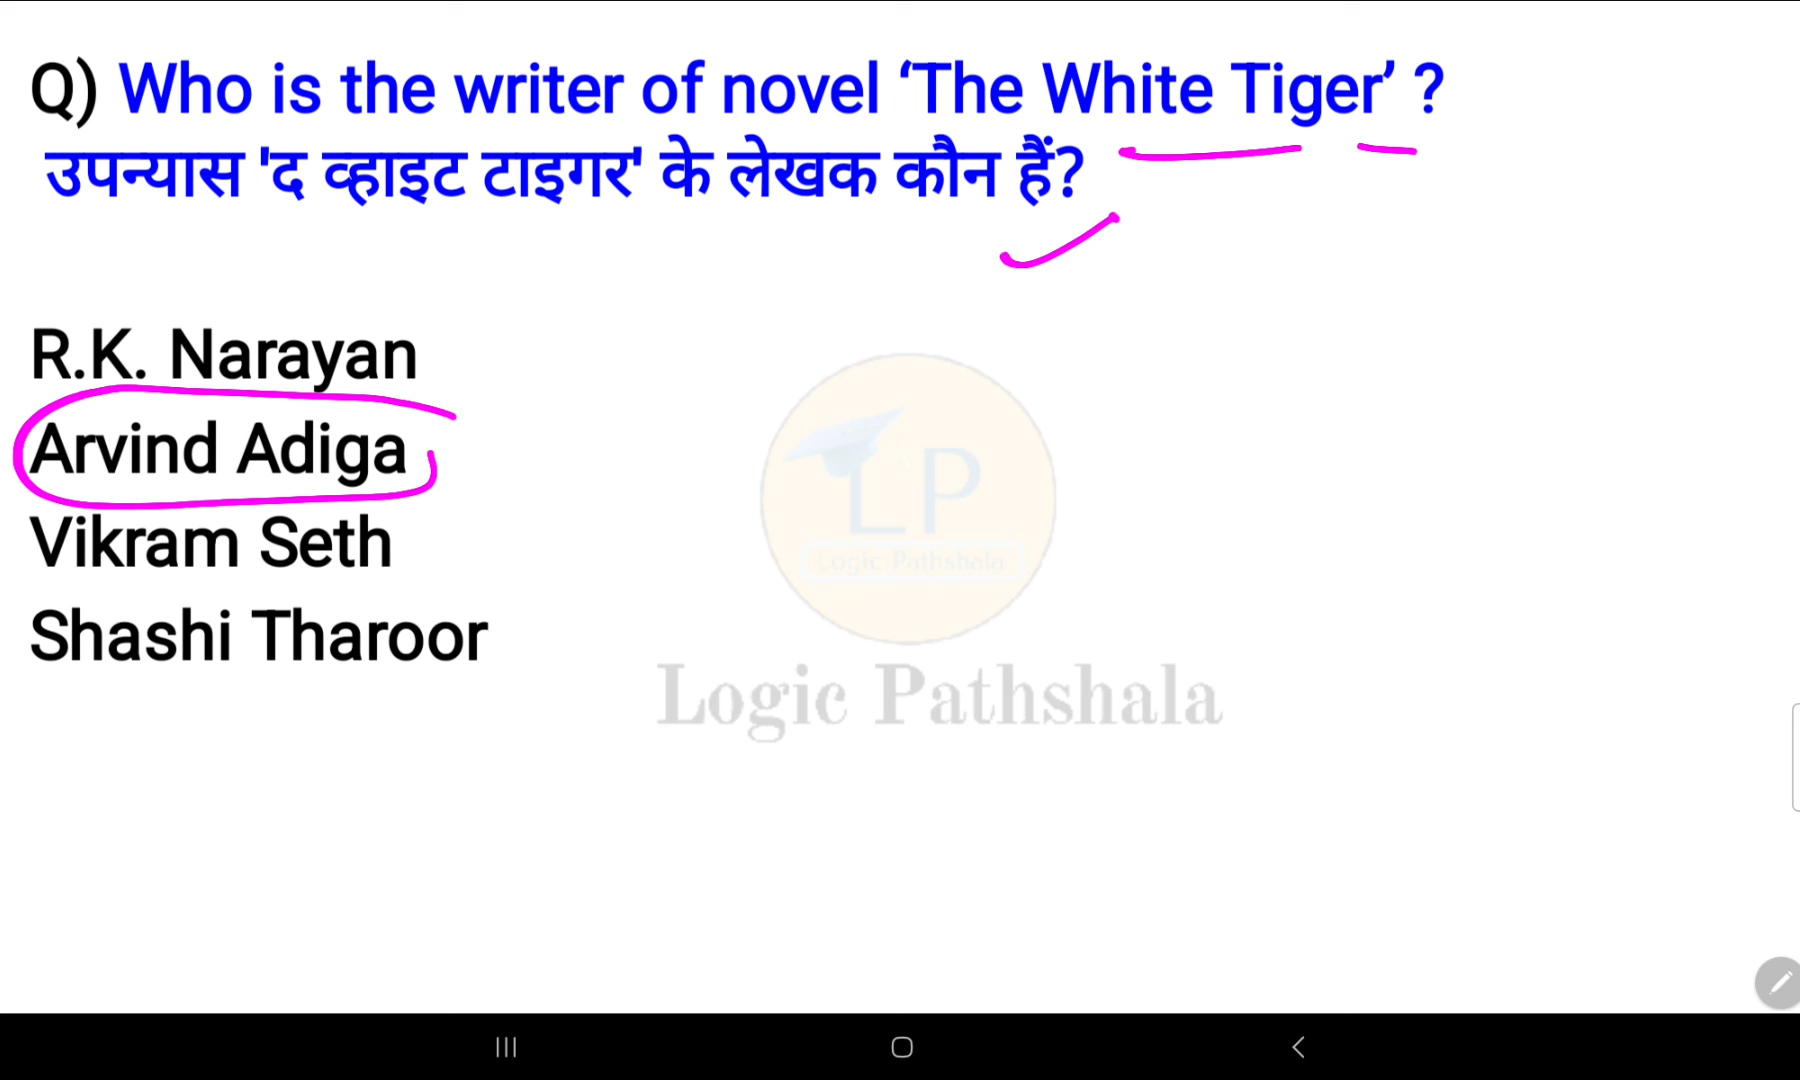 Q) Who is the writer of novel ‘The White Tiger’ ?
उपन्यास 'द व्हाइट टाइगर' के लेखक कौन हैं?
R.K. Narayan
Arvind Adiga
Vikram Seth
Shashi Tharoor
LP
Logic Pathshala
Logic Pathshala